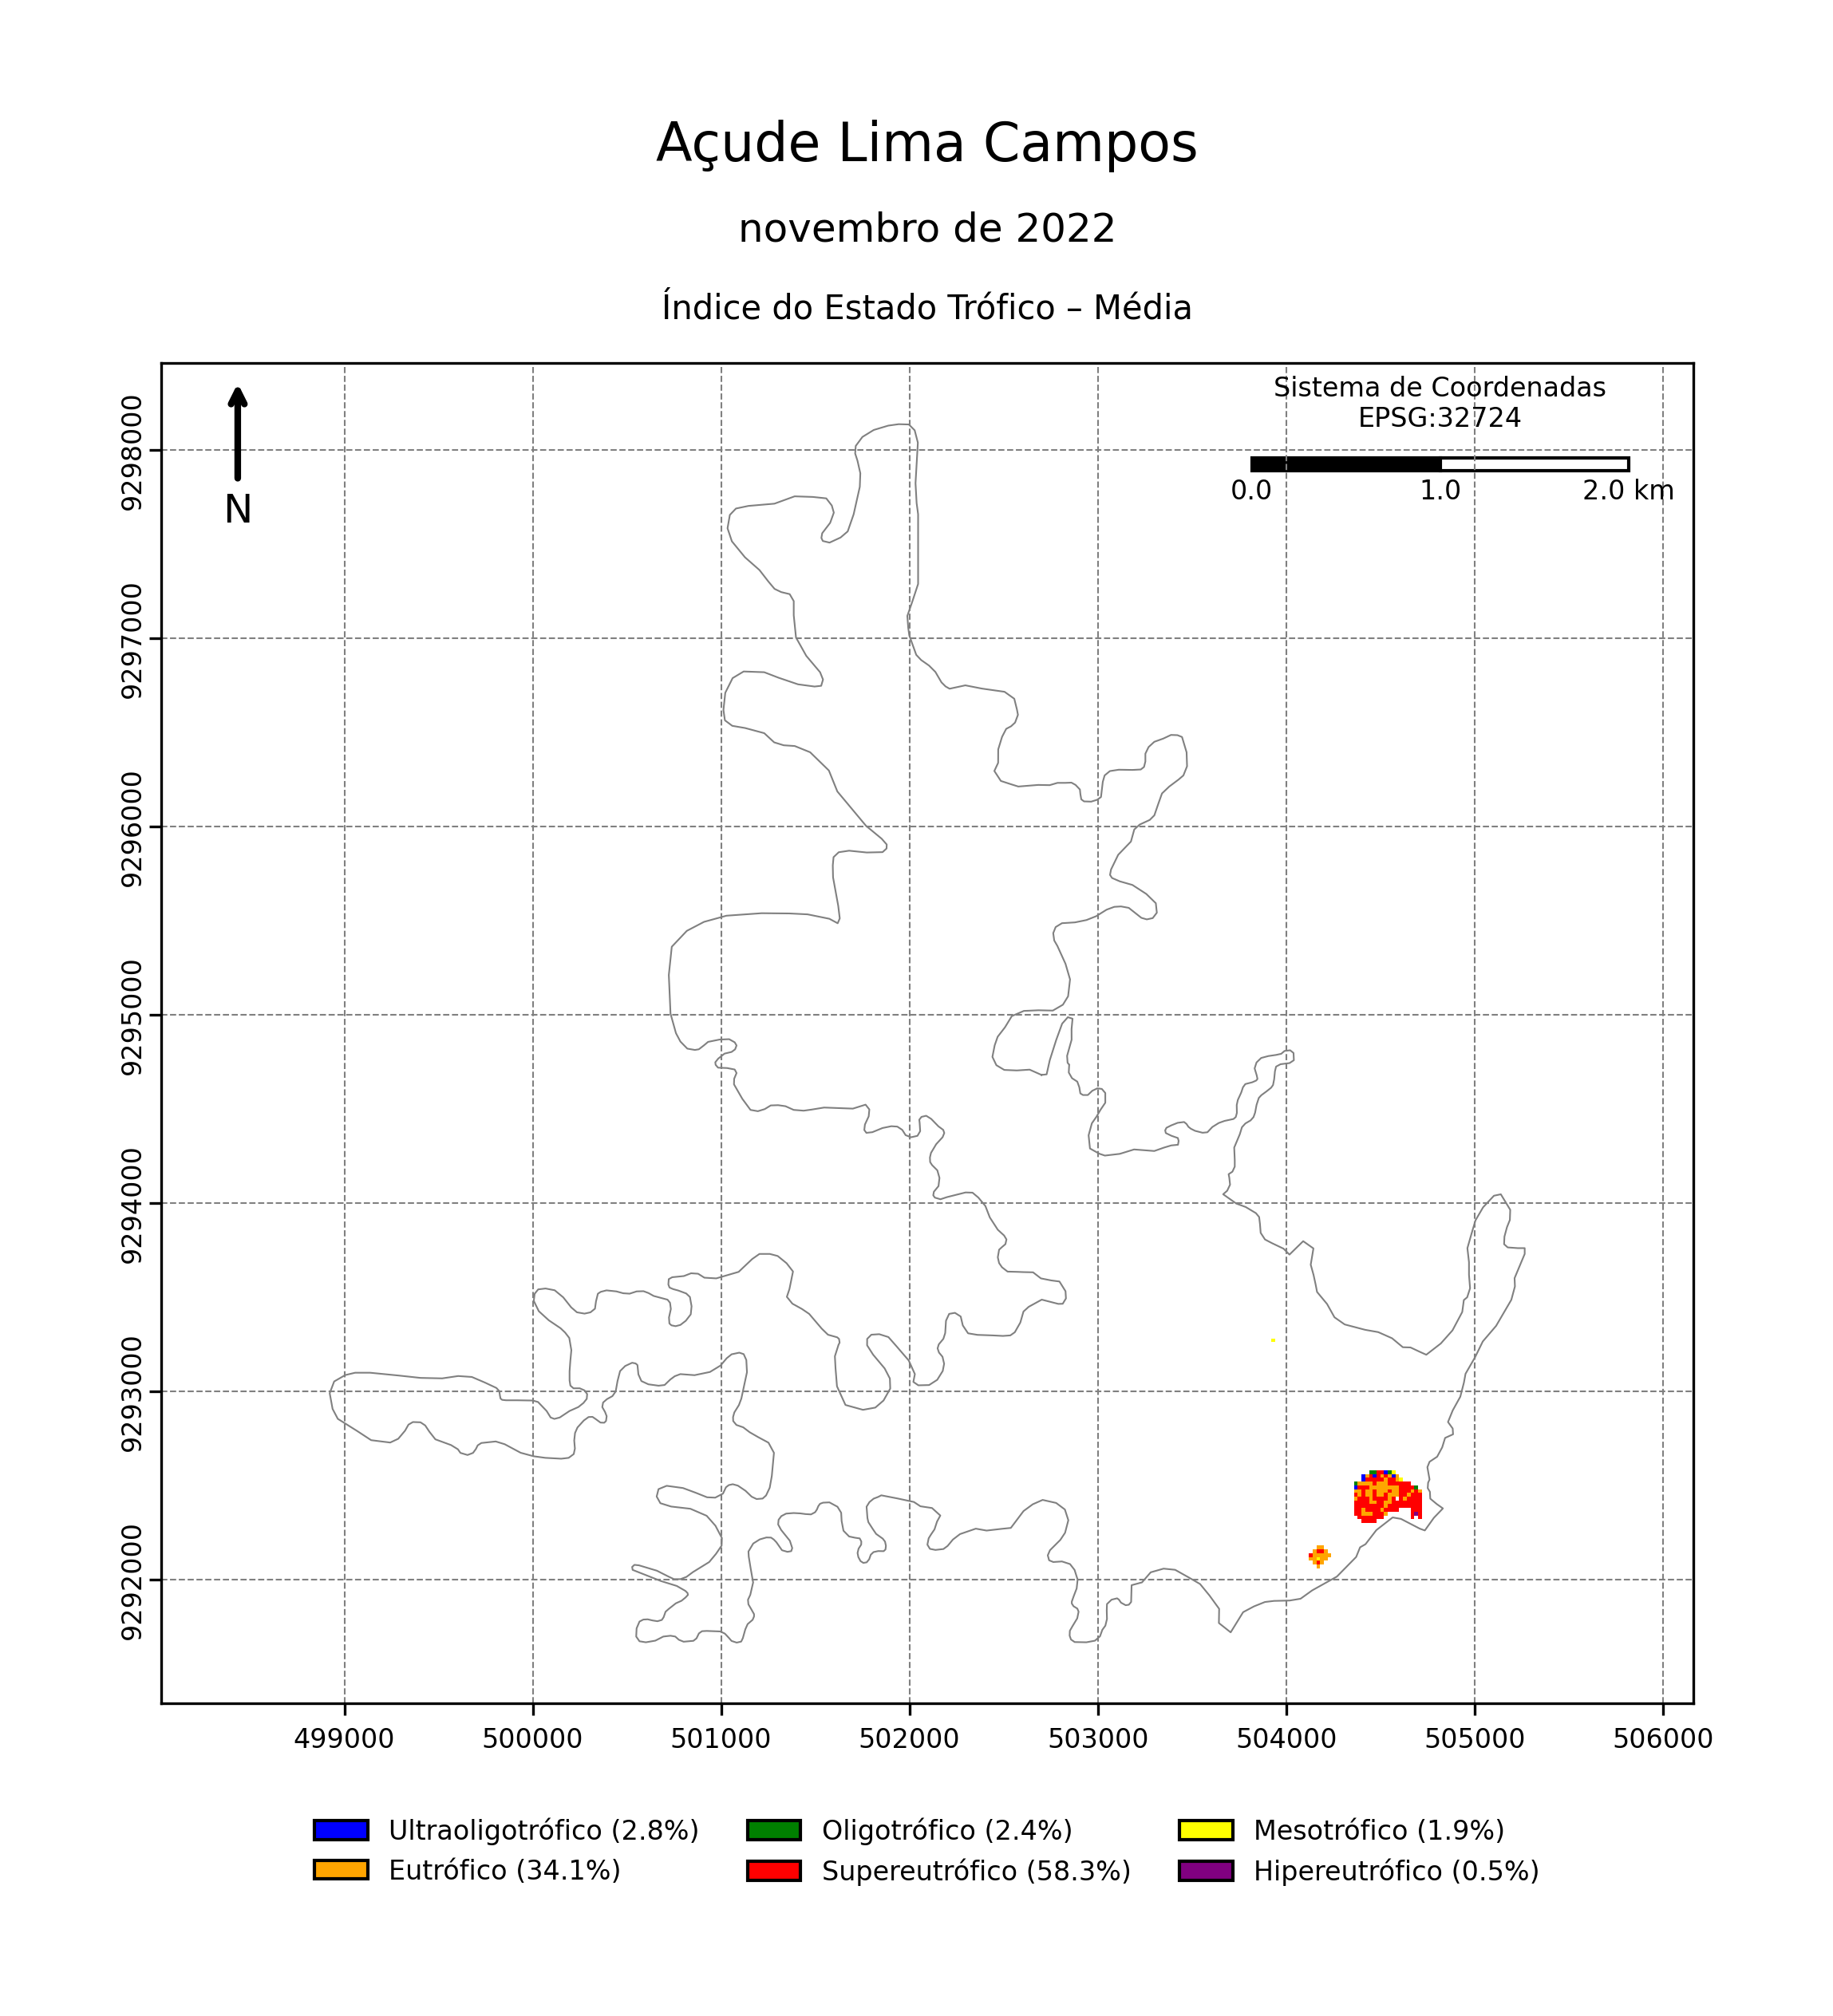 Açude Lima Campos
novembro de 2022
Índice do Estado Trófico – Média
Sistema de Coordenadas
EPSG:32724
0.0 1.0 2.0 km
N
9298000
9297000
9296000
9295000
9294000
9293000
9292000
499000 500000 501000 502000 503000 504000 505000 506000
Ultraoligotrófico (2.8%) Oligotrófico (2.4%) Mesotrófico (1.9%)
Eutrófico (34.1%) Supereutrófico (58.3%) Hipereutrófico (0.5%)